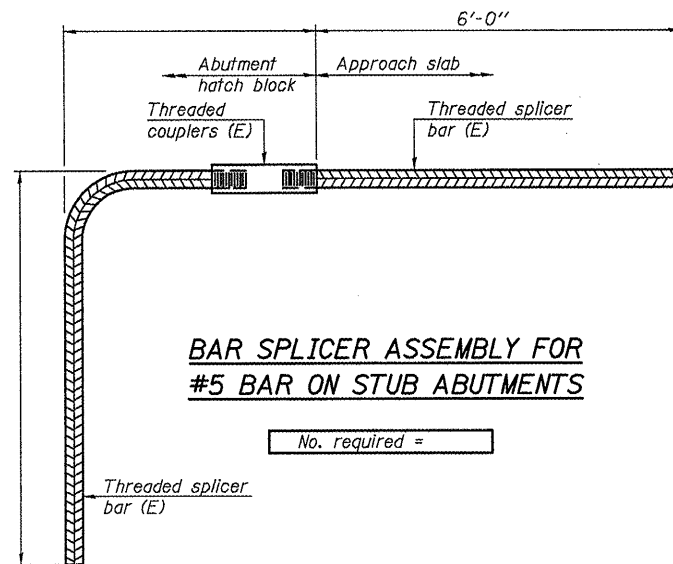 6'-0"
Abutment
hatch block
Approach slab
Threaded
couplers (E)
Threaded splicer
bar (E)
BAR SPLICER ASSEMBLY FOR
#5 BAR ON STUB ABUTMENTS
No. required =
Threaded splicer
bar (E)